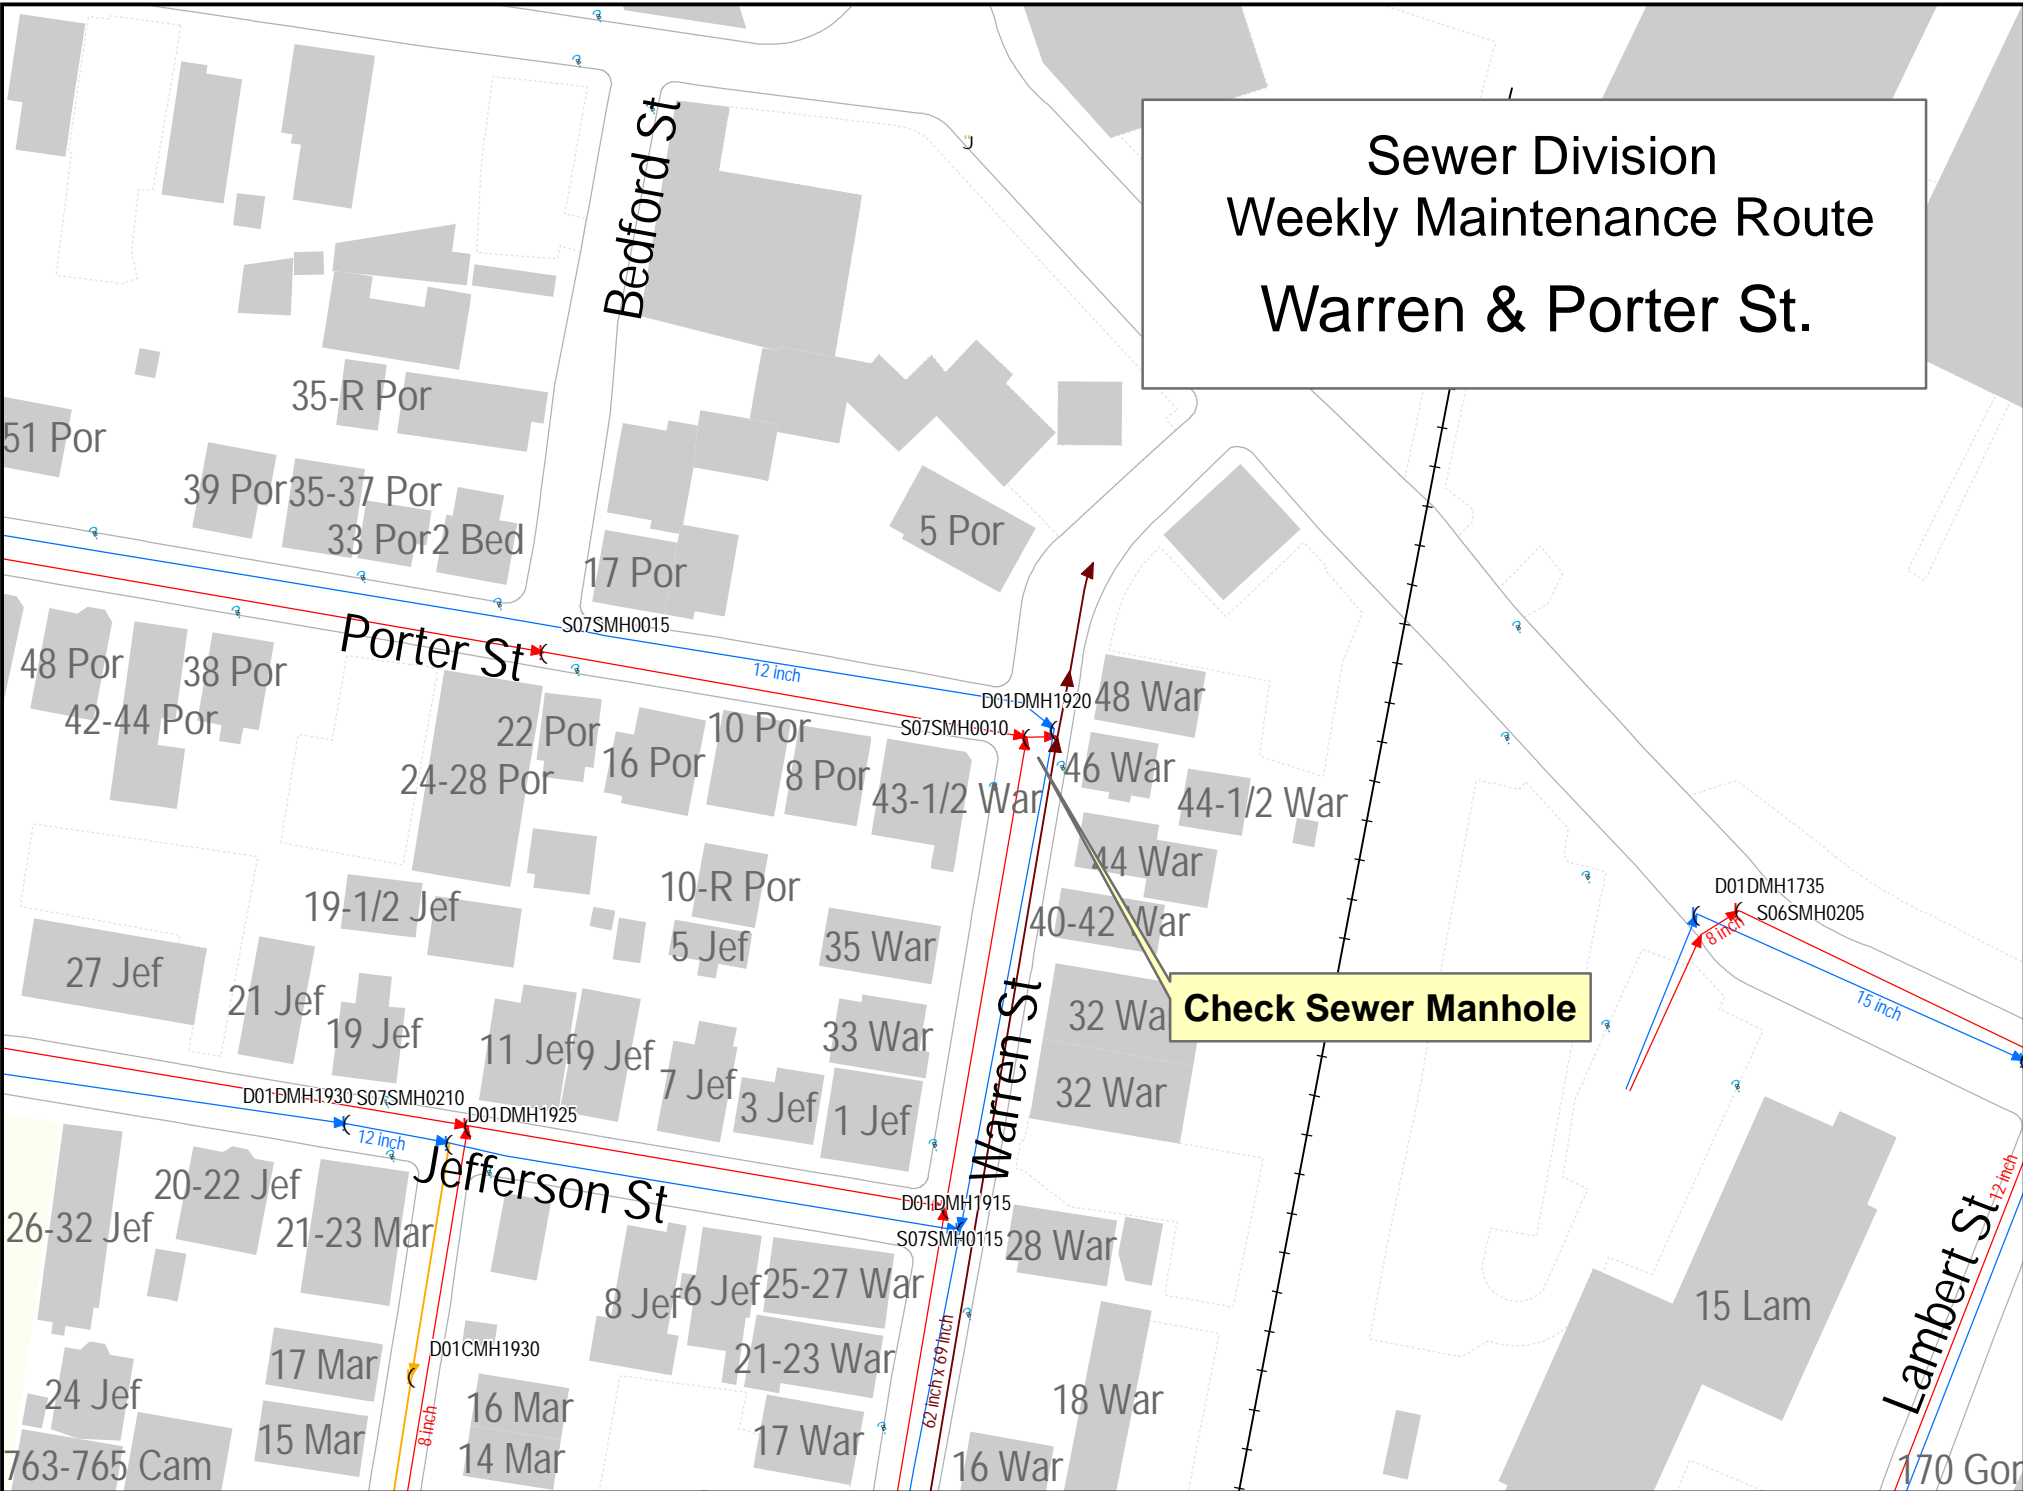 Sewer Division
Weekly Maintenance Route
Warren & Porter St.
Bedford St
35-R Por
51 Por
39 Por
35-37 Por
33 Por
2 Bed
5 Por
17 Por
S07SMH0015
Porter St
12 inch
48 Por
38 Por
42-44 Por
D01DMH1920
48 War
S07SMH0010
22 Por
10 Por
16 Por
24-28 Por
8 Por
43-1/2 War
46 War
44-1/2 War
44 War
10-R Por
19-1/2 Jef
40-42 War
5 Jef
35 War
D01DMH1735
S06SMH0205
8 inch
27 Jef
21 Jef
19 Jef
11 Jef
9 Jef
33 War
Warren St
32 Wa
Check Sewer Manhole
15 inch
7 Jef
3 Jef
1 Jef
32 War
D01DMH1930
S07SMH0210
D01DMH1925
12 inch
Jefferson St
20-22 Jef
26-32 Jef
21-23 Mar
D01DMH1915
S07SMH0115
28 War
12 inch
Lambert St
8 Jef
6 Jef
25-27 War
15 Lam
17 Mar
D01CMH1930
21-23 War
62 inch x 69 inch
24 Jef
16 Mar
18 War
15 Mar
8 inch
17 War
763-765 Cam
14 Mar
16 War
170 Gor